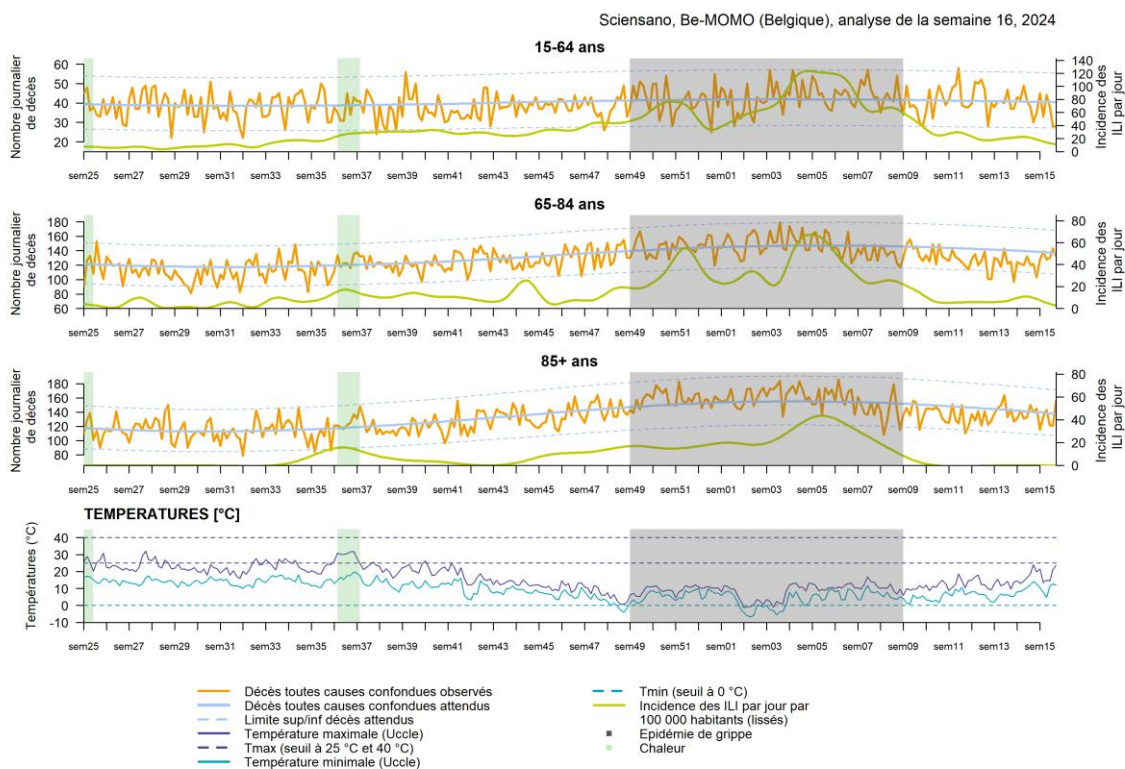 Sciensano, Be-MOMO (Belgique), analyse de la semaine 16, 2024
15-64 ans
Nombre journalier
de décès
60
50
40
30
20
140
120
100
80
60
40
20
0
Incidence des
ILI par jour
sem25 sem27 sem29 sem31 sem33 sem35 sem37 sem39 sem41 sem43 sem45 sem47 sem49 sem51 sem01 sem03 sem05 sem07 sem09 sem11 sem13 sem15
65-84 ans
Nombre journalier
de décès
180
160
140
120
100
80
60
80
60
40
20
0
Incidence des
ILI par jour
sem25 sem27 sem29 sem31 sem33 sem35 sem37 sem39 sem41 sem43 sem45 sem47 sem49 sem51 sem01 sem03 sem05 sem07 sem09 sem11 sem13 sem15
85+ ans
Nombre journalier
de décès
180
160
140
120
100
80
80
60
40
20
0
Incidence des
ILI par jour
sem25 sem27 sem29 sem31 sem33 sem35 sem37 sem39 sem41 sem43 sem45 sem47 sem49 sem51 sem01 sem03 sem05 sem07 sem09 sem11 sem13 sem15
TEMPERATURES [°C]
Températures (°C)
40
30
20
10
0
-10
sem25 sem27 sem29 sem31 sem33 sem35 sem37 sem39 sem41 sem43 sem45 sem47 sem49 sem51 sem01 sem03 sem05 sem07 sem09 sem11 sem13 sem15
Décès toutes causes confondues observés
Décès toutes causes confondues attendus
Limite sup/inf décès attendus
Température maximale (Uccle)
Tmax (seuil à 25 °C et 40 °C)
Température minimale (Uccle)
Tmin (seuil à 0 °C)
Incidence des ILI par jour par
100 000 habitants (lissés)
Epidémie de grippe
Chaleur